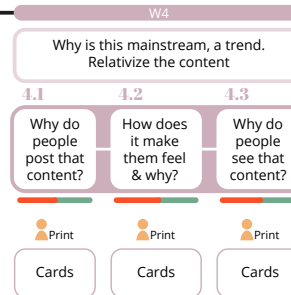 W4
Why is this mainstream, a trend.
Relativize the content
4.1
4.2
4.3
Why do
people
post that
content?
How does
it make
them feel
& why?
Why do
people
see that
content?
Print
Print
Print
Cards
Cards
Cards